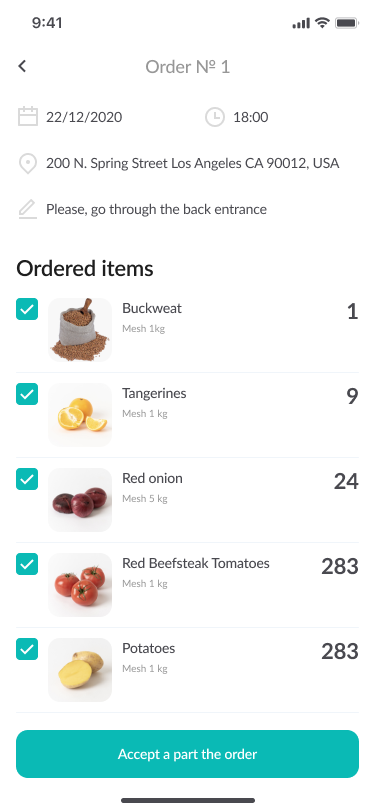 9:41
Order Nº 1
22/12/2020 18:00
200 N. Spring Street Los Angeles CA 90012, USA
Please, go through the back entrance
Ordered items
Buckweat 1
Mesh 1kg
Tangerines 9
Mesh 1 kg
Red onion 24
Mesh 5 kg
Red Beefsteak Tomatoes 283
Mesh 1 kg
Potatoes 283
Mesh 1 kg
Accept a part the order